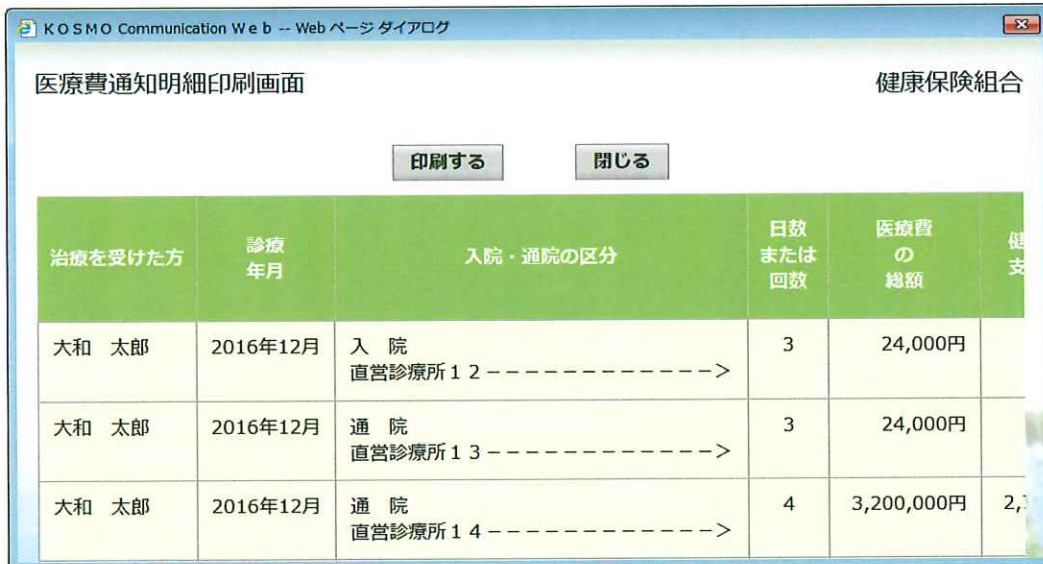 KOSMO Communication Web -- Web ページ ダイアログ
医療費通知明細印刷画面
健康保険組合
印刷する
閉じる
治療を受けた方
診療
年月
入院・通院の区分
日数
または
回数
医療費
の
総額
健
支
大和　太郎
2016年12月
入　院
直営診療所１２－－－－－－－－－－－－＞
3
24,000円
大和　太郎
2016年12月
通　院
直営診療所１３－－－－－－－－－－－－＞
3
24,000円
大和　太郎
2016年12月
通　院
直営診療所１４－－－－－－－－－－－－＞
4
3,200,000円